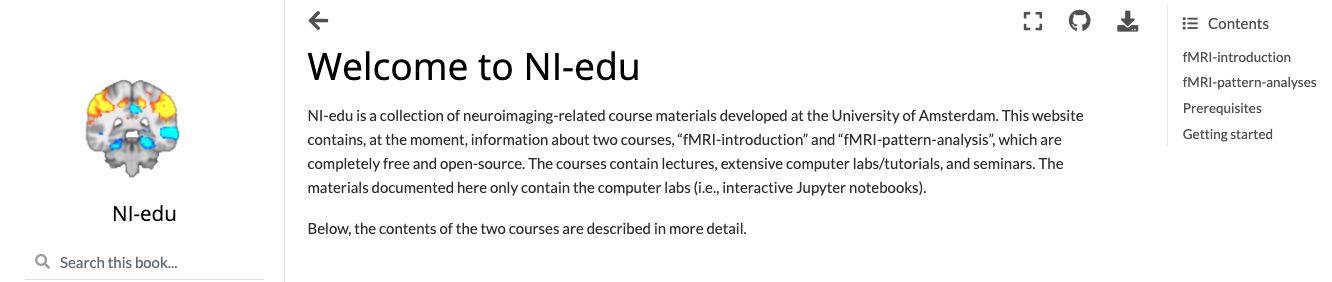 NI-edu
Search this book...
Welcome to NI-edu
NI-edu is a collection of neuroimaging-related course materials developed at the University of Amsterdam. This website
contains, at the moment, information about two courses, “fMRI-introduction” and “fMRI-pattern-analysis”, which are
completely free and open-source. The courses contain lectures, extensive computer labs/tutorials, and seminars. The
materials documented here only contain the computer labs (i.e., interactive Jupyter notebooks).
Below, the contents of the two courses are described in more detail.
Contents
fMRI-introduction
fMRI-pattern-analyses
Prerequisites
Getting started